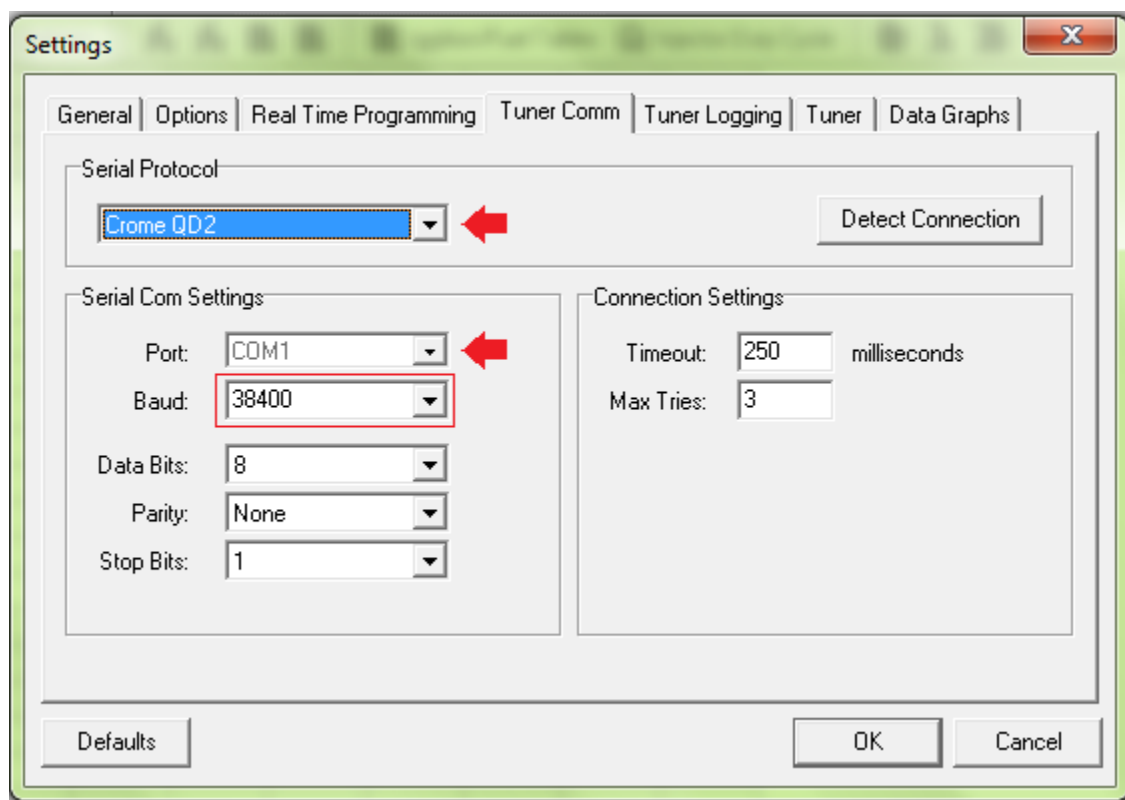 Settings
General Options Real Time Programming Tuner Comm Tuner Logging Tuner Data Graphs
Serial Protocol
Crome QD2
Detect Connection
Serial Com Settings
Port: COM1
Baud: 38400
Data Bits: 8
Parity: None
Stop Bits: 1
Connection Settings
Timeout: 250 milliseconds
Max Tries: 3
Defaults OK Cancel